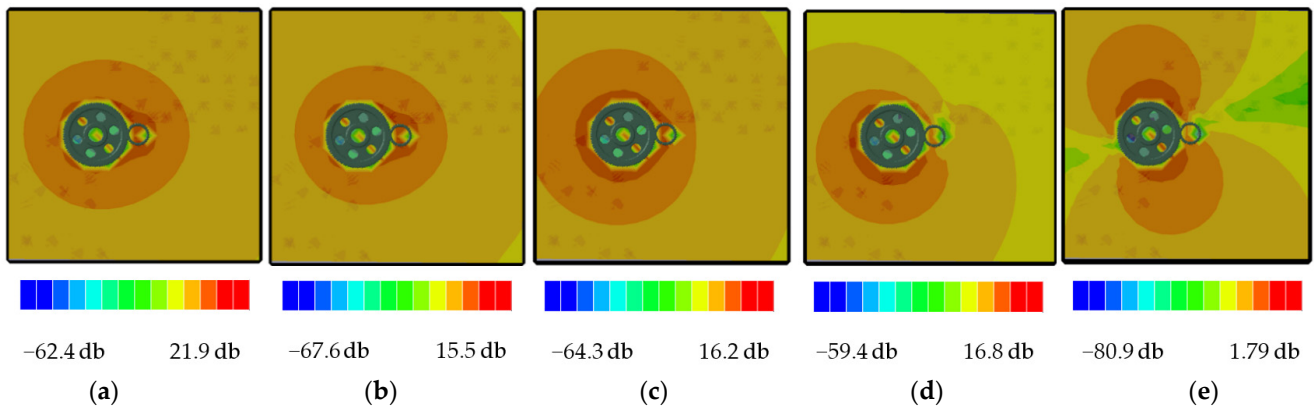 −62.4 db 21.9 db −67.6 db 15.5 db −64.3 db 16.2 db −59.4 db 16.8 db −80.9 db 1.79 db
(a) (b) (c) (d) (e)